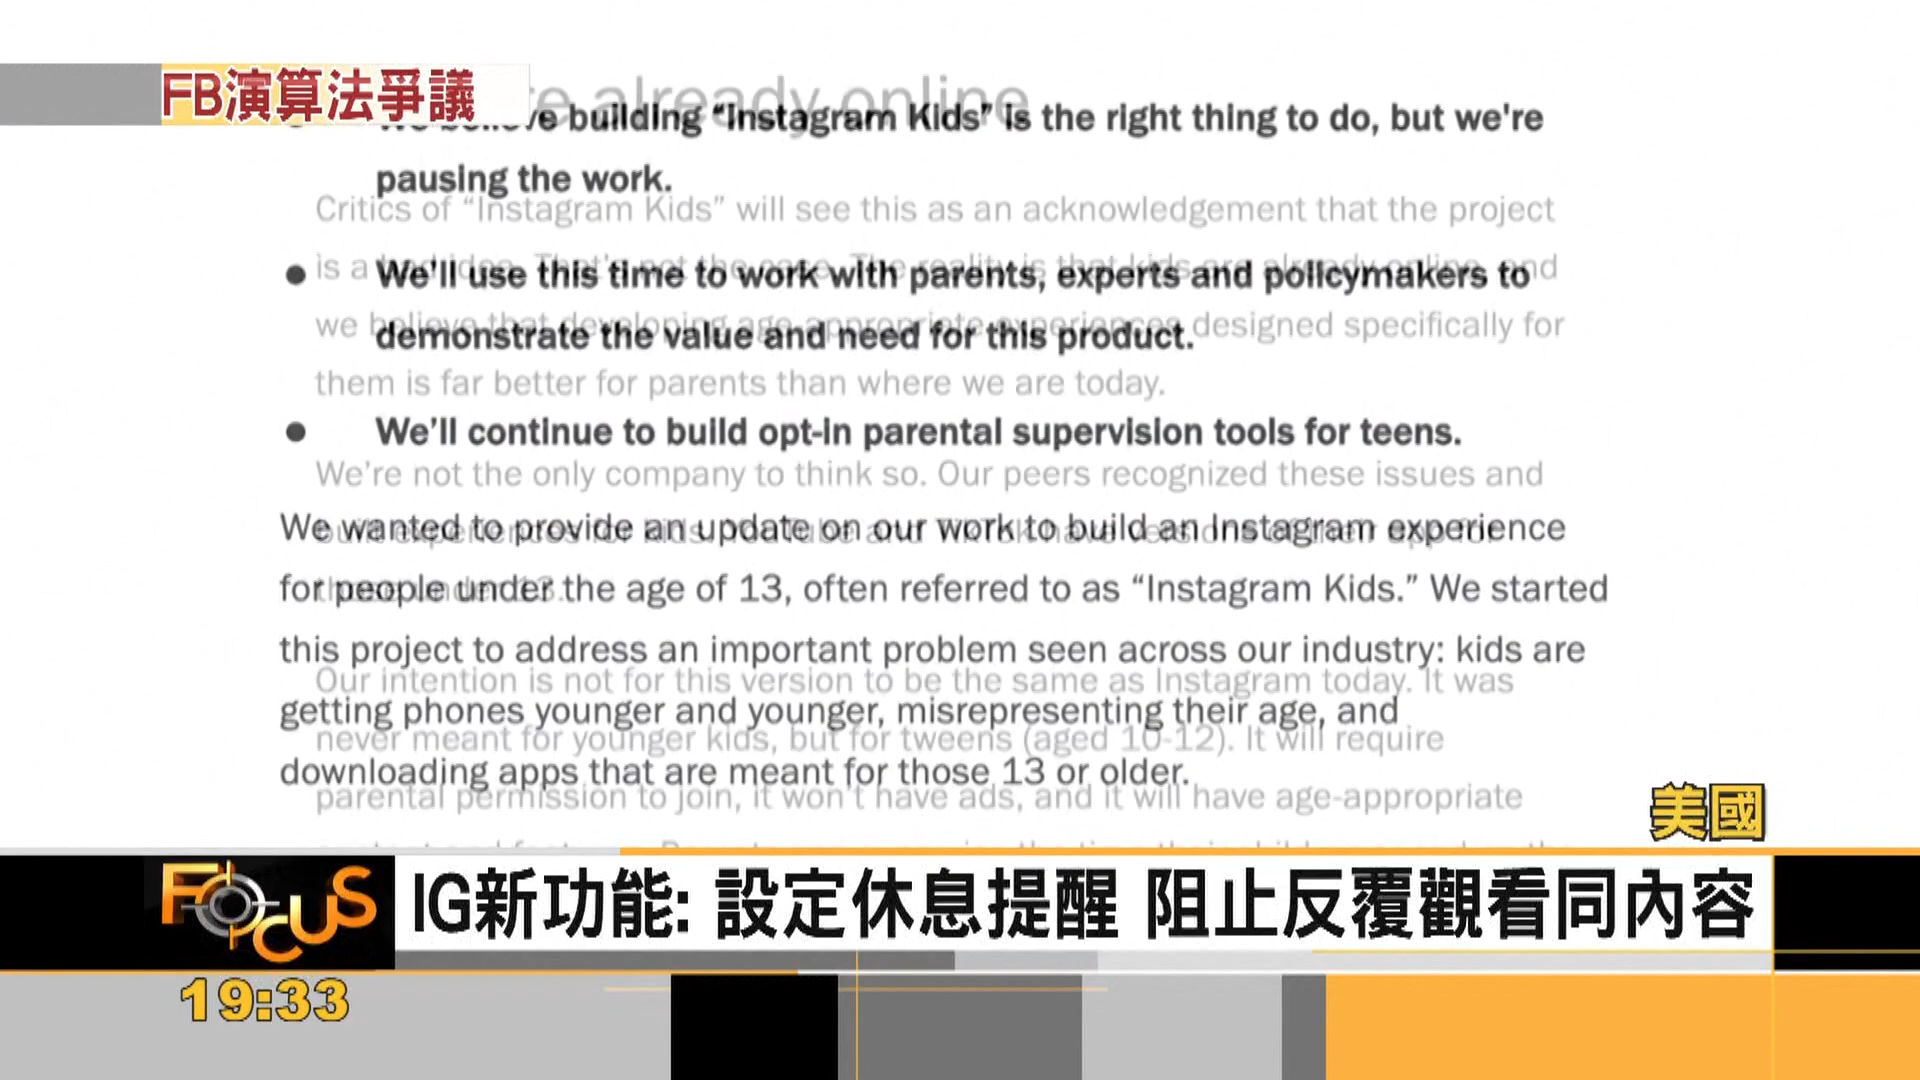 FB演算法爭議
e already online
building “Instagram Kids” is the right thing to do, but we're
pausing the work.
Critics of “Instagram Kids” will see this as an acknowledgement that the project
is a
● We'll use this time to work with parents, experts and policymakers to
we believe that developing age-appropriate experiences designed specifically for
demonstrate the value and need for this product.
them is far better for parents than where we are today.
● We'll continue to build opt-in parental supervision tools for teens.
We're not the only company to think so. Our peers recognized these issues and
We wanted to provide an update on our work to build an Instagram experience
for people under the age of 13, often referred to as “Instagram Kids.” We started
this project to address an important problem seen across our industry: kids are
Our intention is not for this version to be the same as Instagram today. It was
getting phones younger and younger, misrepresenting their age, and
never meant for younger kids, but for tweens (aged 10-12). It will require
downloading apps that are meant for those 13 or older.
parental permission to join, it won't have ads, and it will have age-appropriate
美國
FOCUS
IG新功能: 設定休息提醒 阻止反覆觀看同內容
19:33